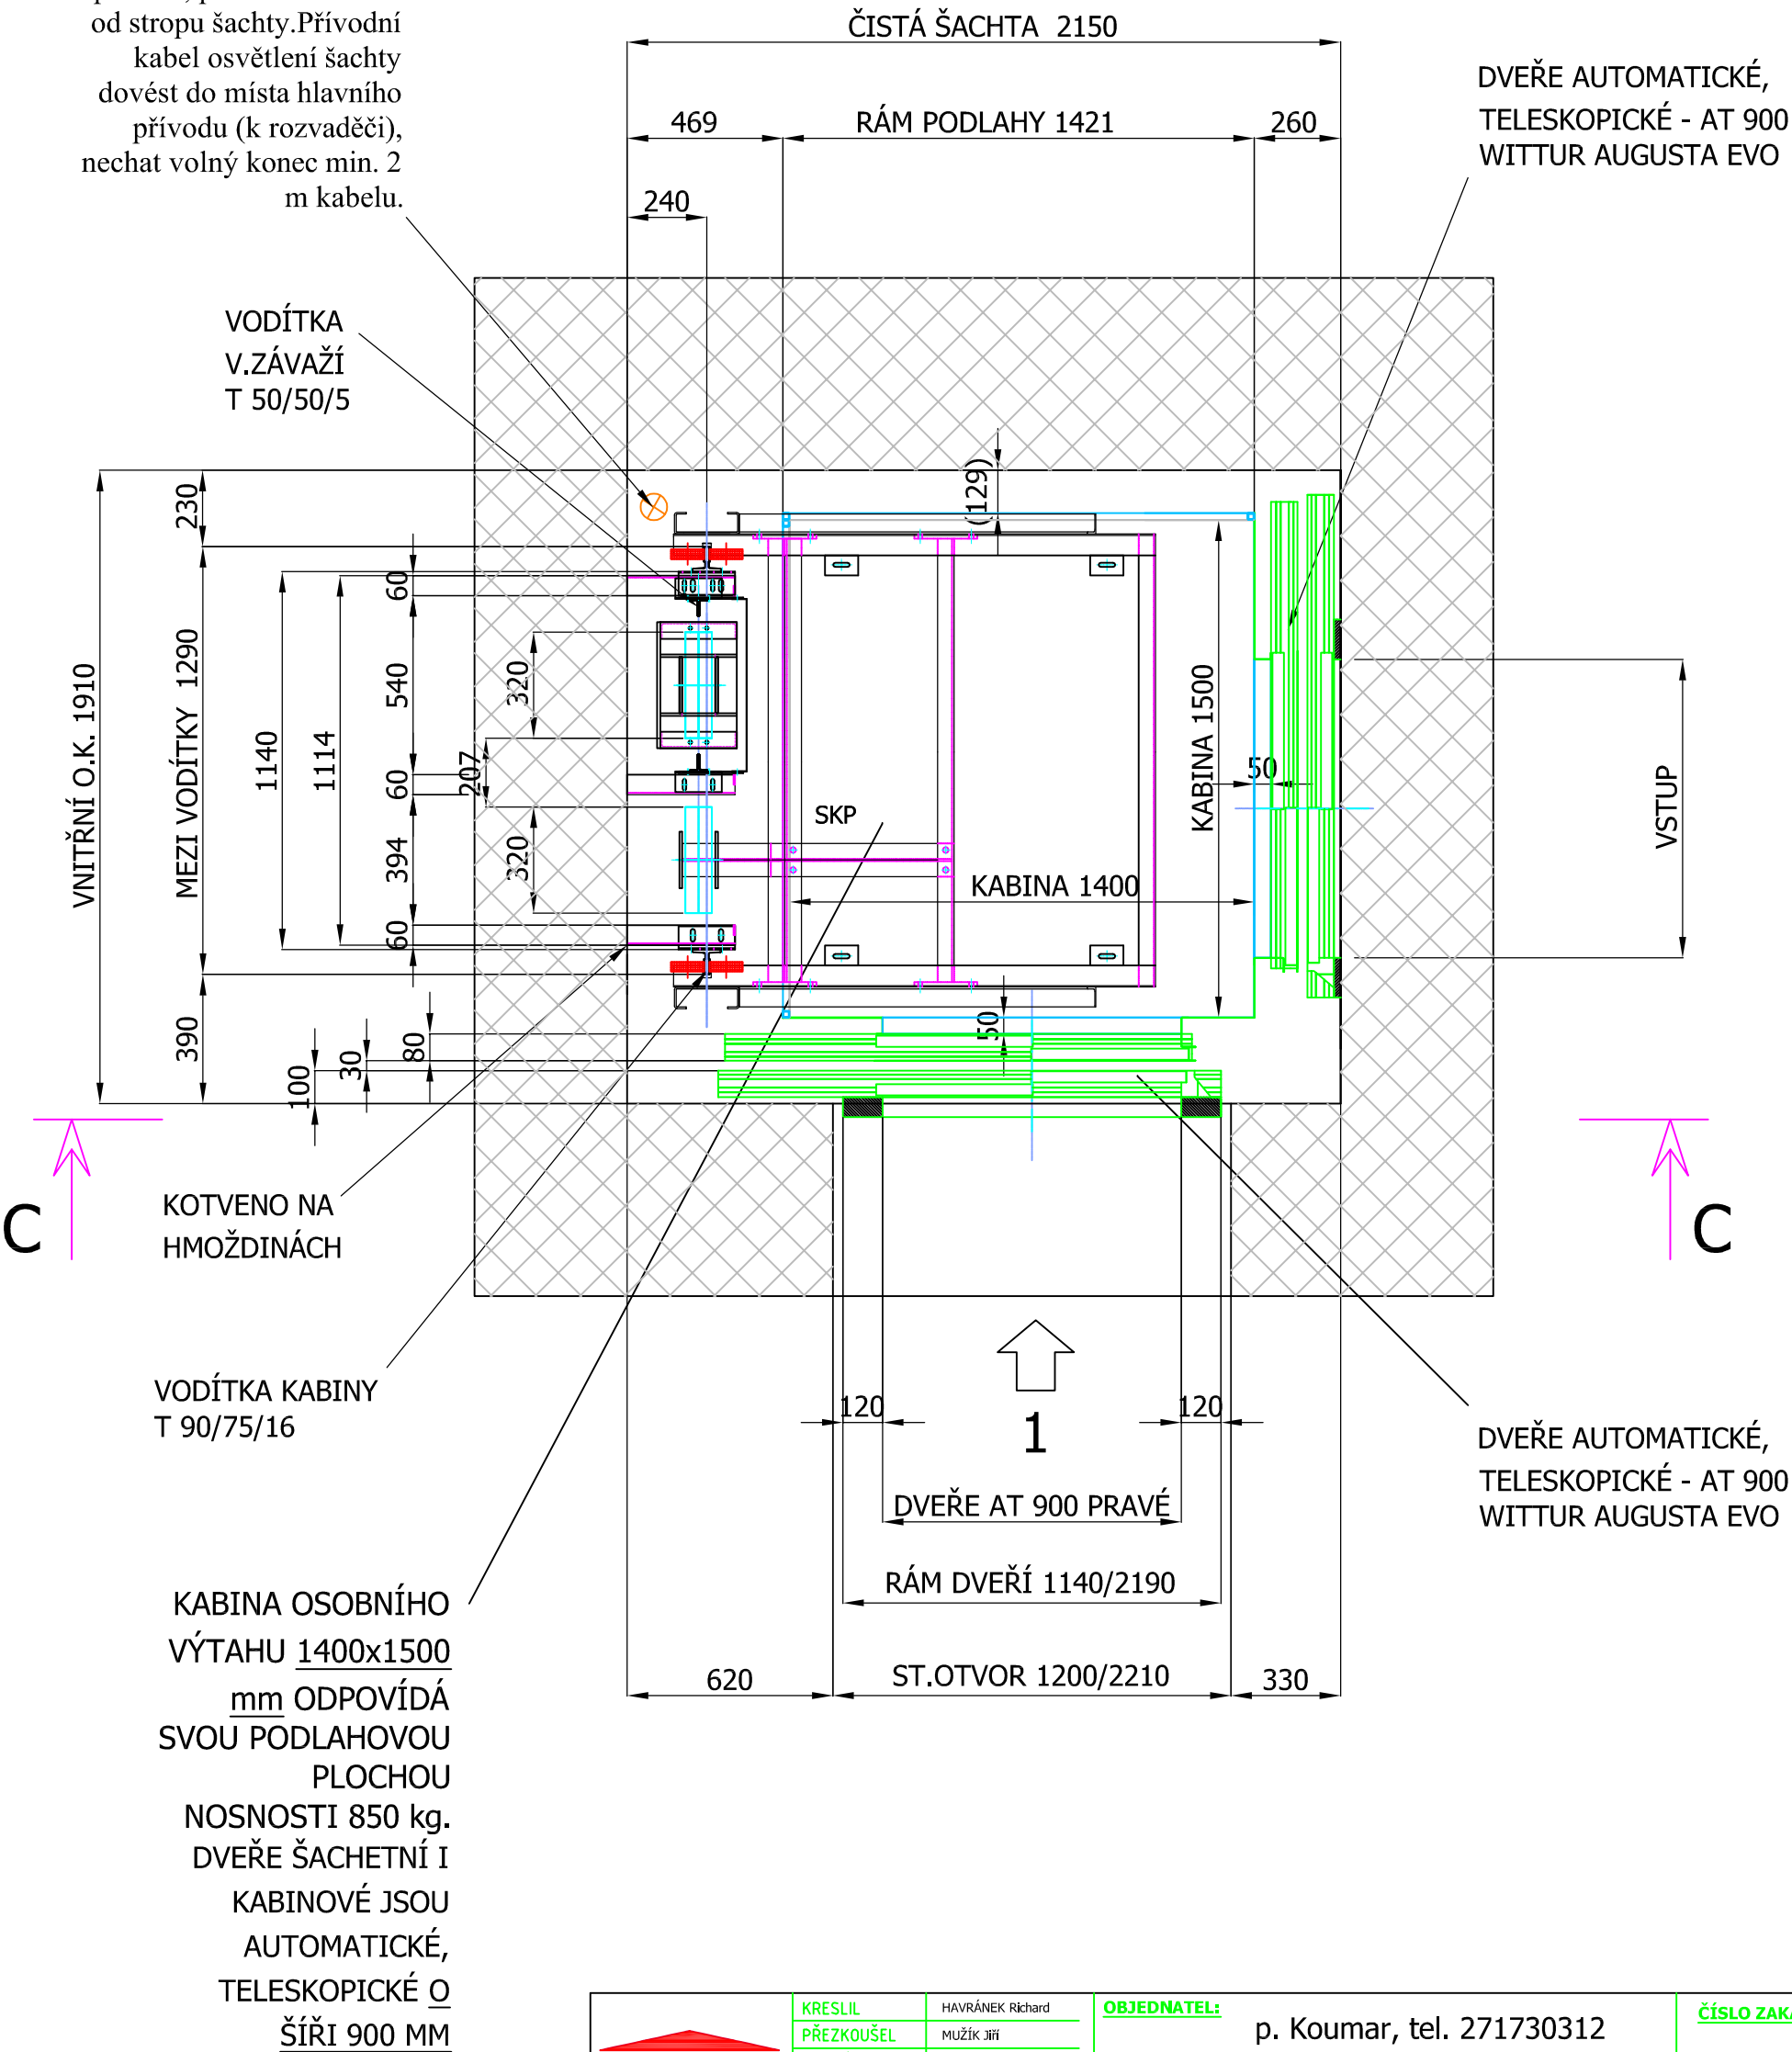 od stropu šachty.Přívodní
kabel osvětlení šachty
dovést do místa hlavního
přívodu (k rozvaděči),
nechat volný konec min. 2
m kabelu.
ČISTÁ ŠACHTA 2150
469
RÁM PODLAHY 1421
260
240
DVEŘE AUTOMATICKÉ,
TELESKOPICKÉ - AT 900
WITTUR AUGUSTA EVO
VODÍTKA
V.ZÁVAŽÍ
T 50/50/5
VNITŘNÍ O.K. 1910
230
MEZI VODÍTKY 1290
390
1140
1114
60
540
60
394
60
320
207
320
100
30
80
(129)
KABINA 1500
KABINA 1400
SKP
50
50
VSTUP
C
C
KOTVENO NA
HMOŽDINÁCH
VODÍTKA KABINY
T 90/75/16
1
120
120
DVEŘE AT 900 PRAVÉ
RÁM DVEŘÍ 1140/2190
620
ST.OTVOR 1200/2210
330
DVEŘE AUTOMATICKÉ,
TELESKOPICKÉ - AT 900
WITTUR AUGUSTA EVO
KABINA OSOBNÍHO
VÝTAHU 1400x1500
mm ODPOVÍDÁ
SVOU PODLAHOVOU
PLOCHOU
NOSNOSTI 850 kg.
DVEŘE ŠACHETNÍ I
KABINOVÉ JSOU
AUTOMATICKÉ,
TELESKOPICKÉ O
ŠÍŘI 900 MM
KRESLIL
HAVRÁNEK Richard
PŘEZKOUŠEL
MUŽÍK Jiří
OBJEDNATEL:
p. Koumar, tel. 271730312
ČÍSLO